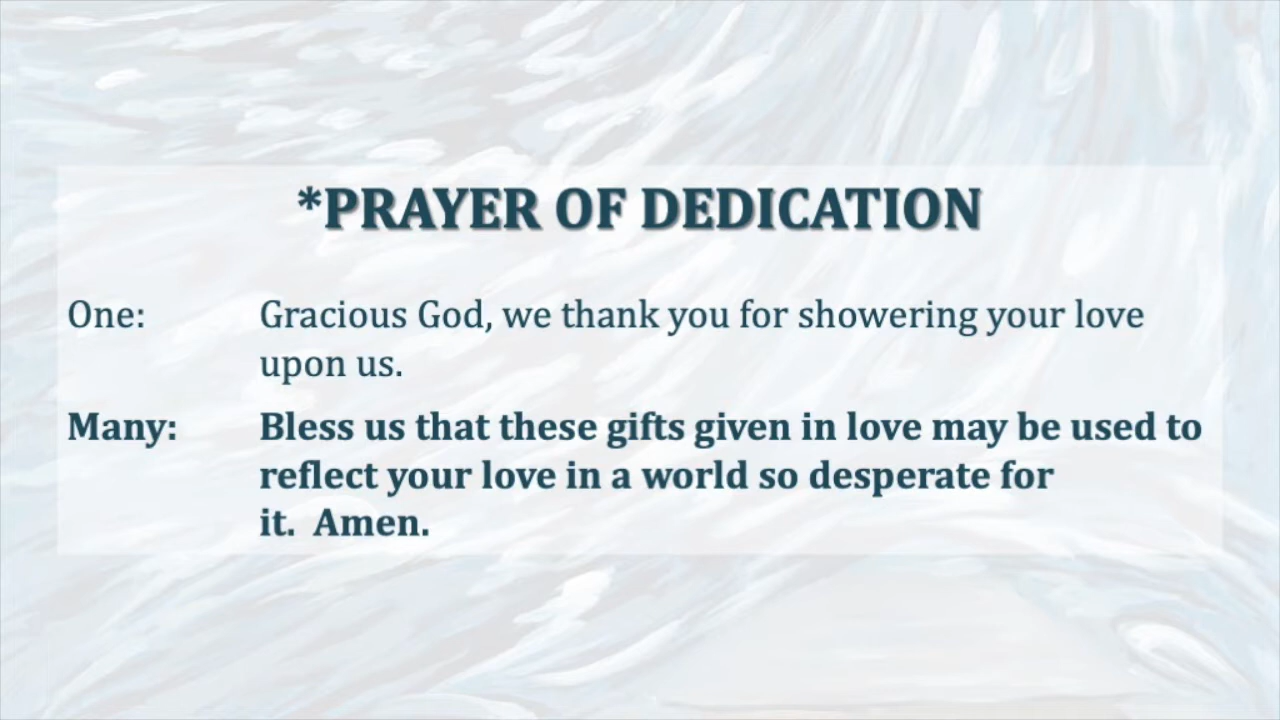 *PRAYER OF DEDICATION
One: Gracious God, we thank you for showering your love
upon us.
Many: Bless us that these gifts given in love may be used to
reflect your love in a world so desperate for
it.  Amen.